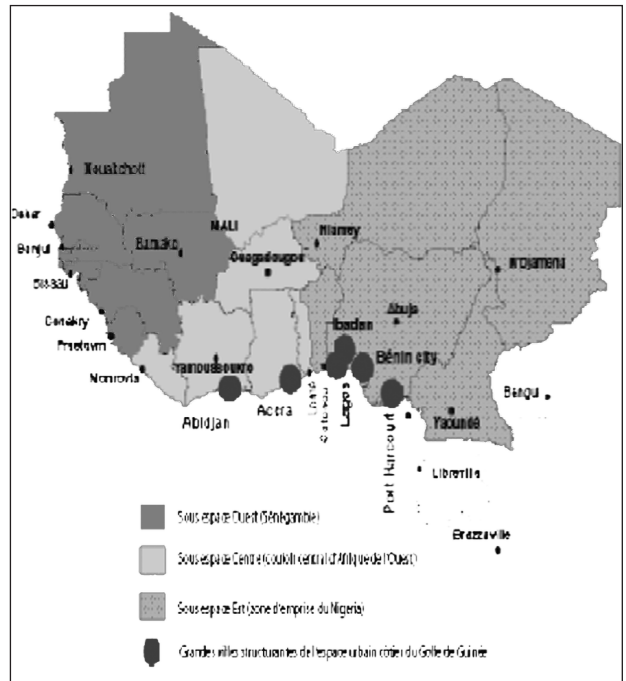 Nouakchott
Dakar
MALI
Niamey
Banjul
Bamako
Ouagadougou
Ndjamena
Bissau
Abuja
Conakry
Ibadan
Freetown
Yamoussoukro
Bénin city
Monrovia
Lomé
Cotonou
Lagos
Bangui
Abidjan
Accra
Yaoundé
Port Harcourt
Libreville
Brazzaville
Sous espace Ouest (Sénégambie)
Sous espace Centre (couloir central d'Afrique de l'Ouest)
Sous espace Est (zone d'emprise du Nigeria)
Grandes villes structurantes de l'espace urbain côtier du Golfe de Guinée